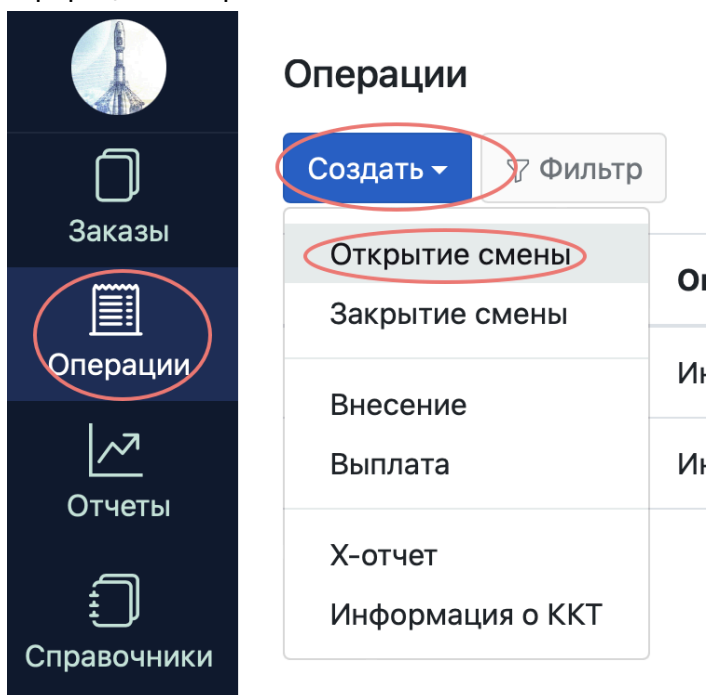 Операции
Создать
Фильтр
Заказы
Открытие смены
Закрытие смены
Операции
Внесение
Выплата
Отчеты
Х-отчет
Информация о ККТ
Справочники